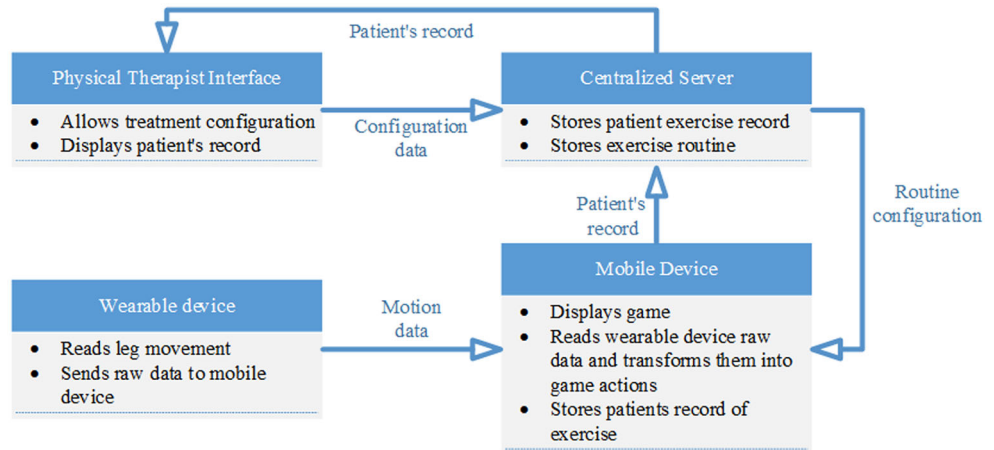 Patient's record
Physical Therapist Interface
• Allows treatment configuration
• Displays patient's record
Configuration
data
Centralized Server
• Stores patient exercise record
• Stores exercise routine
Routine
configuration
Patient's
record
Wearable device
• Reads leg movement
• Sends raw data to mobile
device
Motion
data
Mobile Device
• Displays game
• Reads wearable device raw
data and transforms them into
game actions
• Stores patients record of
exercise